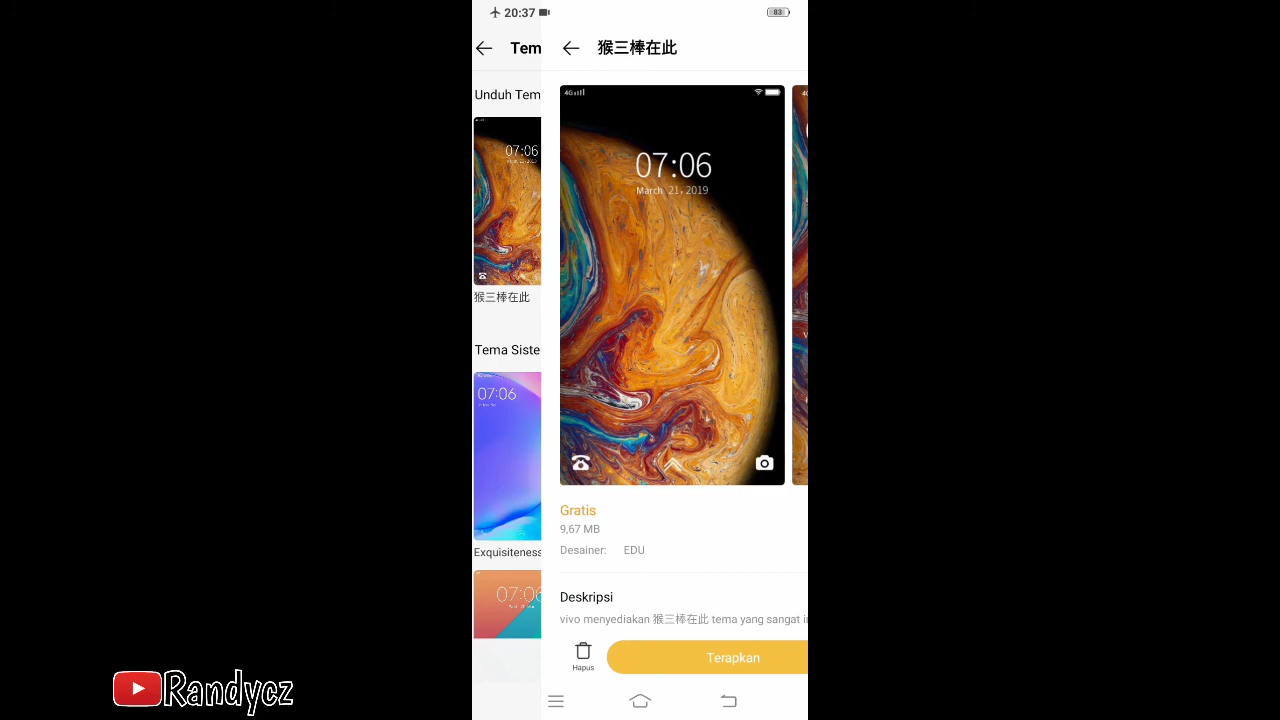 20:37
83
Tem
猴三棒在此
Unduh Tem
07:06
猴三棒在此
Tema Siste
07:06
Exquisiteness
07:06
4G
07:06
March 21, 2019
Gratis
9,67 MB
Desainer: EDU
Deskripsi
vivo menyediakan 猴三棒在此 tema yang sangat i
Hapus
Terapkan
Randycz